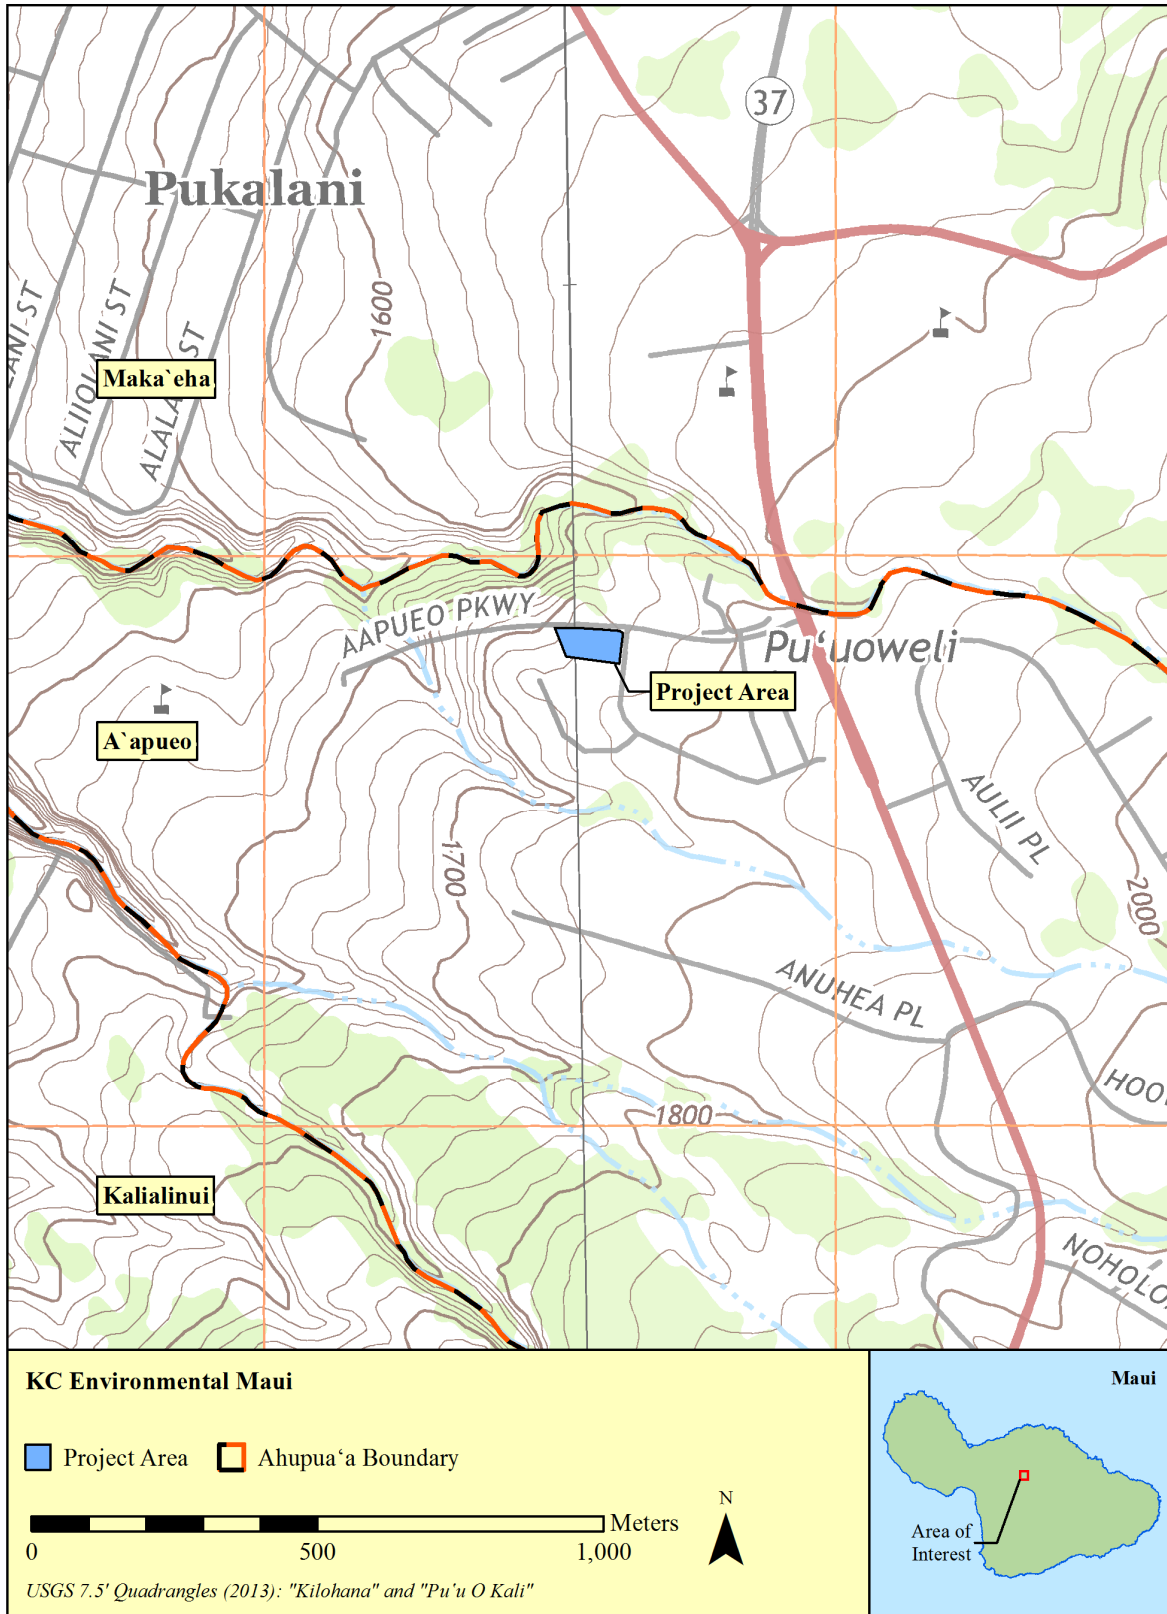 37
Pukalani
1600
ANI ST
ALIIOLANI ST
ALALA ST
Maka`eha
AAPUEO PKWY
Pu‘uoweli
Project Area
A`apueo
AULII PL
1700
2000
ANUHEA PL
HOO
1800
Kalialinui
NOHOLO
KC Environmental Maui
Project Area
Ahupua‘a Boundary
N
Meters
0 500 1,000
USGS 7.5' Quadrangles (2013): "Kilohana" and "Pu'u O Kali"
Maui
Area of
Interest